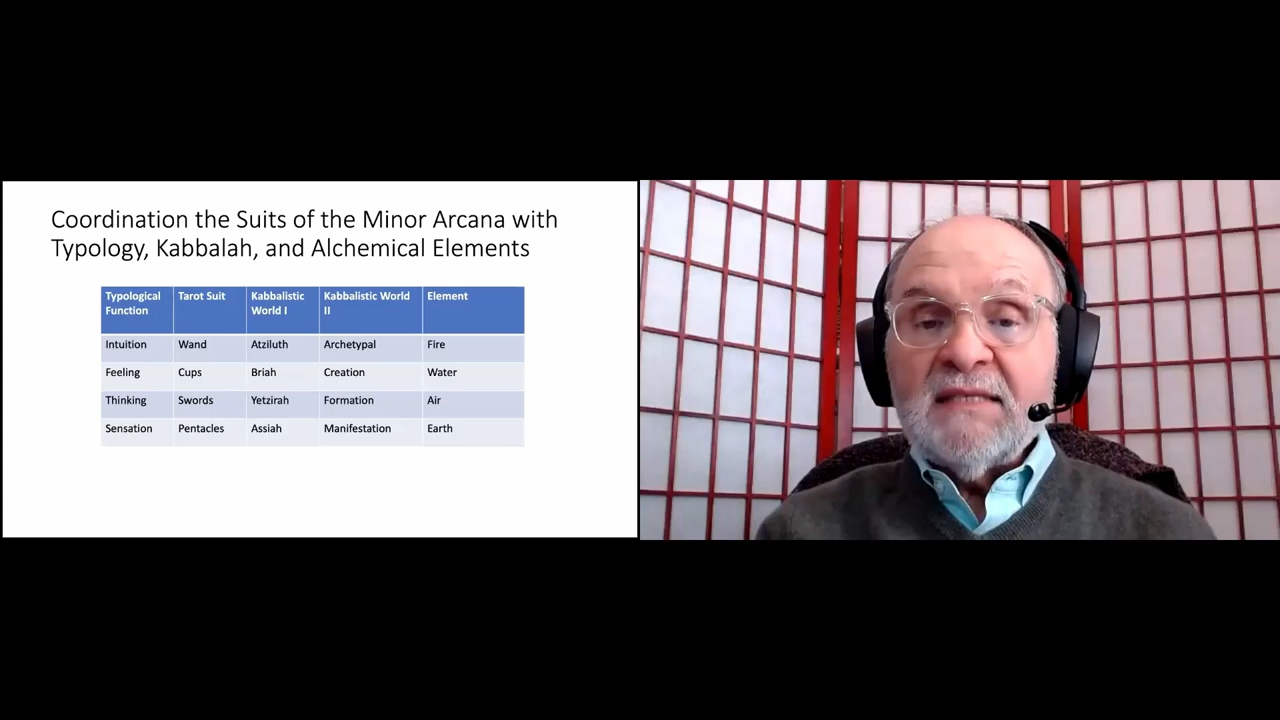 Coordination the Suits of the Minor Arcana with
Typology, Kabbalah, and Alchemical Elements
Typological Function Tarot Suit Kabbalistic World I Kabbalistic World II Element
Intuition Wand Atziluth Archetypal Fire
Feeling Cups Briah Creation Water
Thinking Swords Yetzirah Formation Air
Sensation Pentacles Assiah Manifestation Earth